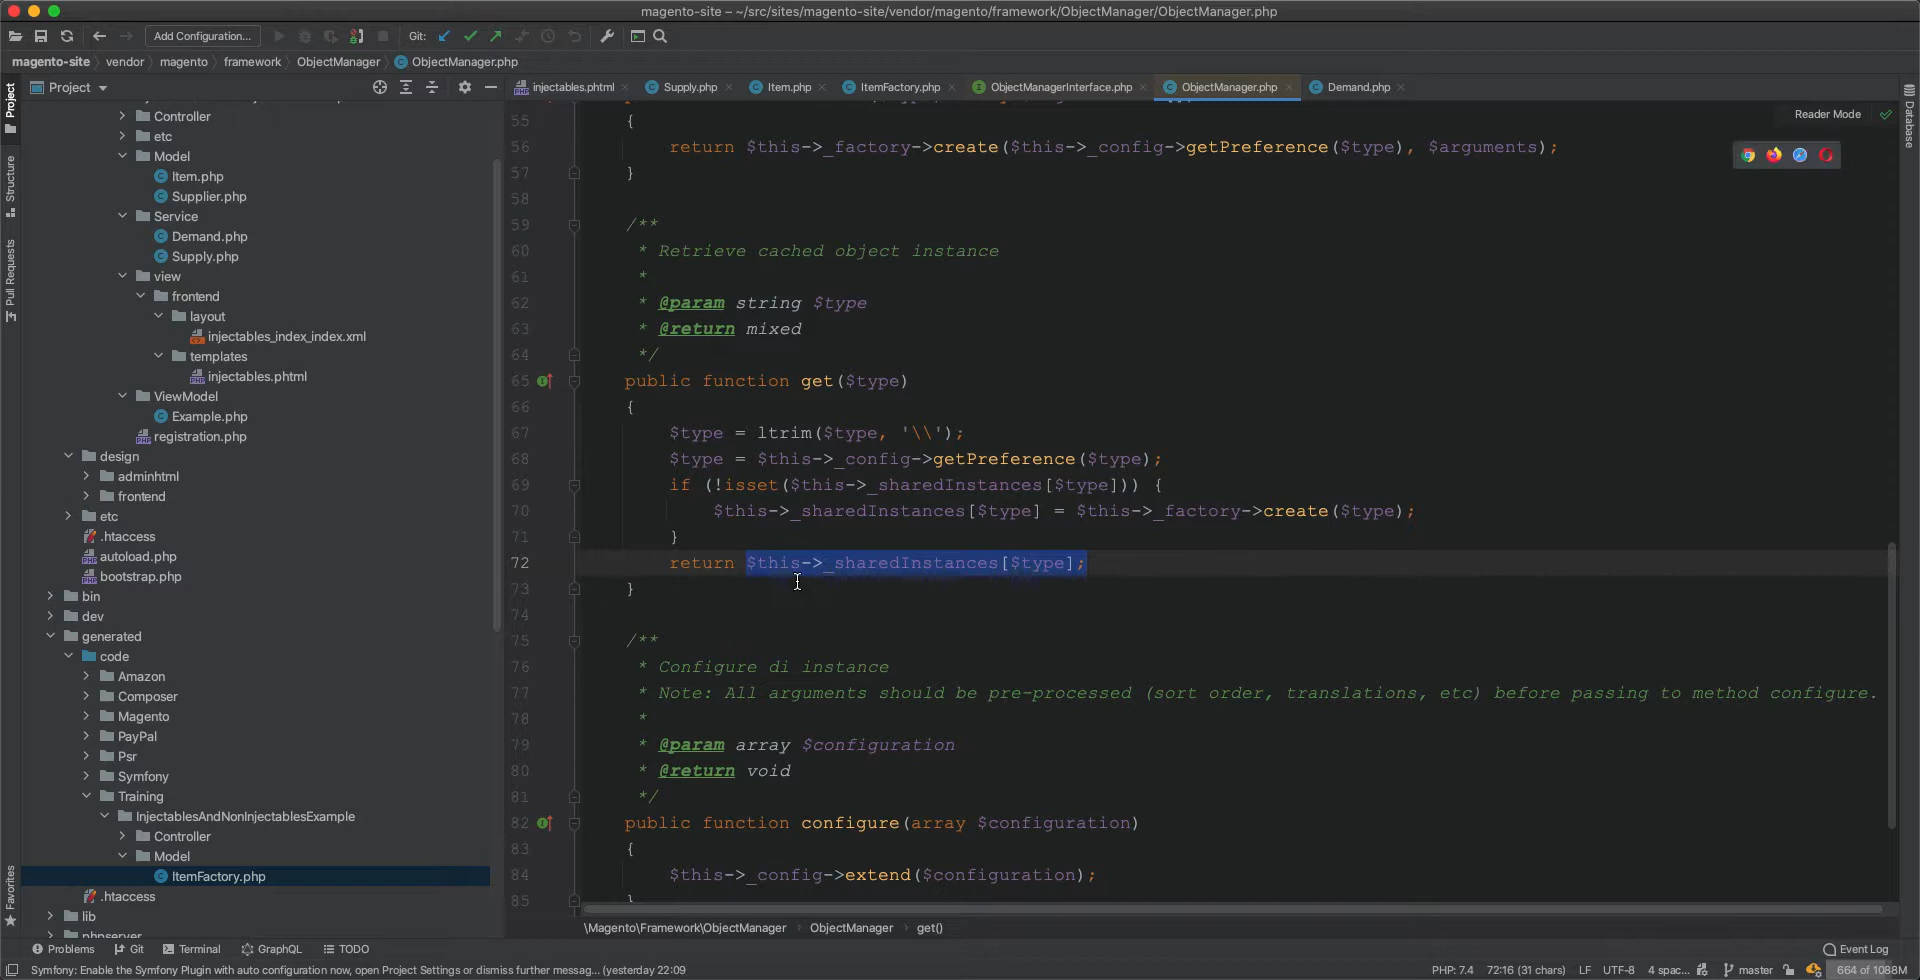 magento-site – ~/src/sites/magento-site/vendor/magento/framework/ObjectManager/ObjectManager.php
Add Configuration...
Git:
magento-site
vendor
magento
framework
ObjectManager
ObjectManager.php
Project
Project
Structure
Pull Requests
Favorites
Database
Controller
etc
Model
Item.php
Supplier.php
Service
Demand.php
Supply.php
view
frontend
layout
injectables_index_index.xml
templates
injectables.phtml
ViewModel
Example.php
registration.php
design
adminhtml
frontend
etc
.htaccess
autoload.php
bootstrap.php
bin
dev
generated
code
Amazon
Composer
Magento
PayPal
Psr
Symfony
Training
InjectablesAndNonInjectablesExample
Controller
Model
ItemFactory.php
.htaccess
lib
phpserver
injectables.phtml
Supply.php
Item.php
ItemFactory.php
ObjectManagerInterface.php
ObjectManager.php
Demand.php
Reader Mode
55 {
56 return $this->_factory->create($this->_config->getPreference($type), $arguments);
57 }
58
59 /**
60 * Retrieve cached object instance
61 *
62 * @param string $type
63 * @return mixed
64 */
65 public function get($type)
66 {
67 $type = ltrim($type, '\\');
68 $type = $this->_config->getPreference($type);
69 if (!isset($this->_sharedInstances[$type])) {
70 $this->_sharedInstances[$type] = $this->_factory->create($type);
71 }
72 return $this->_sharedInstances[$type];
73 }
74
75 /**
76 * Configure di instance
77 * Note: All arguments should be pre-processed (sort order, translations, etc) before passing to method configure.
78 *
79 * @param array $configuration
80 * @return void
81 */
82 public function configure(array $configuration)
83 {
84 $this->_config->extend($configuration);
85 }
\Magento\Framework\ObjectManager
ObjectManager
get()
Problems
Git
Terminal
GraphQL
TODO
Event Log
Symfony: Enable the Symfony Plugin with auto configuration now, open Project Settings or dismiss further messag... (yesterday 22:09
PHP: 7.4
72:16 (31 chars)
LF
UTF-8
4 spac...
master
664 of 1088M